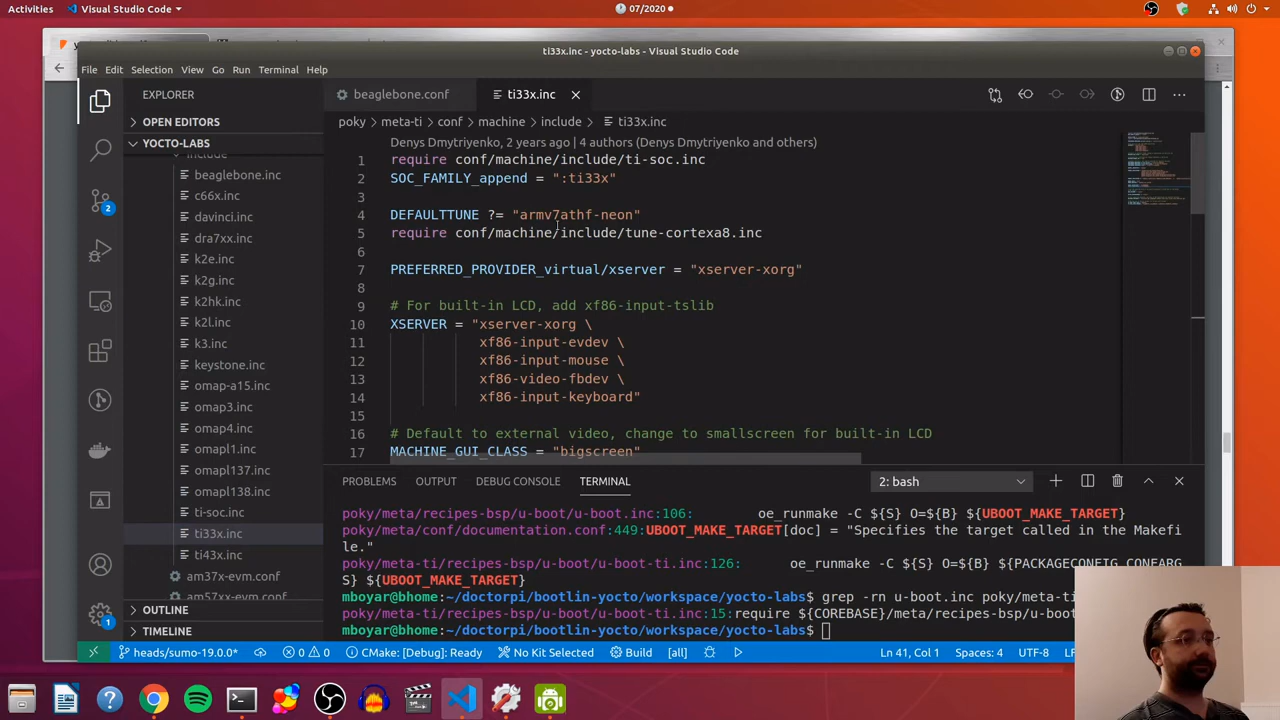 Activities
Visual Studio Code
07/2020
ti33x.inc - yocto-labs - Visual Studio Code
File Edit Selection View Go Run Terminal Help
EXPLORER
OPEN EDITORS
YOCTO-LABS
include
beaglebone.inc
c66x.inc
davinci.inc
dra7xx.inc
k2e.inc
k2g.inc
k2hk.inc
k2l.inc
k3.inc
keystone.inc
omap-a15.inc
omap3.inc
omap4.inc
omapl1.inc
omapl137.inc
omapl138.inc
ti-soc.inc
ti33x.inc
ti43x.inc
am37x-evm.conf
am57xx-evm.conf
OUTLINE
TIMELINE
2
1
beaglebone.conf
ti33x.inc
poky > meta-ti > conf > machine > include > ti33x.inc
Denys Dmytriyenko, 2 years ago | 4 authors (Denys Dmytriyenko and others)
1 require conf/machine/include/ti-soc.inc
2 SOC_FAMILY_append = ":ti33x"
3
4 DEFAULTTUNE ?= "armv7athf-neon"
5 require conf/machine/include/tune-cortexa8.inc
6
7 PREFERRED_PROVIDER_virtual/xserver = "xserver-xorg"
8
9 # For built-in LCD, add xf86-input-tslib
10 XSERVER = "xserver-xorg \
11 xf86-input-evdev \
12 xf86-input-mouse \
13 xf86-video-fbdev \
14 xf86-input-keyboard"
15
16 # Default to external video, change to smallscreen for built-in LCD
17 MACHINE_GUI_CLASS = "bigscreen"
PROBLEMS OUTPUT DEBUG CONSOLE TERMINAL
2: bash
poky/meta/recipes-bsp/u-boot/u-boot.inc:106: oe_runmake -C ${S} O=${B} ${UBOOT_MAKE_TARGET}
poky/meta/conf/documentation.conf:449:UBOOT_MAKE_TARGET[doc] = "Specifies the target called in the Makefi
le."
poky/meta-ti/recipes-bsp/u-boot/u-boot-ti.inc:126: oe_runmake -C ${S} O=${B} ${PACKAGECONFIG_CONFARG
S} ${UBOOT_MAKE_TARGET}
mboyar@bhome:~/doctorpi/bootlin-yocto/workspace/yocto-labs$ grep -rn u-boot.inc poky/meta-ti
poky/meta-ti/recipes-bsp/u-boot/u-boot-ti.inc:15:require ${COREBASE}/meta/recipes-bsp/u-boot/u-boot
mboyar@bhome:~/doctorpi/bootlin-yocto/workspace/yocto-labs$
heads/sumo-19.0.0* 0 0 CMake: [Debug]: Ready No Kit Selected Build [all] Ln 41, Col 1 Spaces: 4 UTF-8 LF